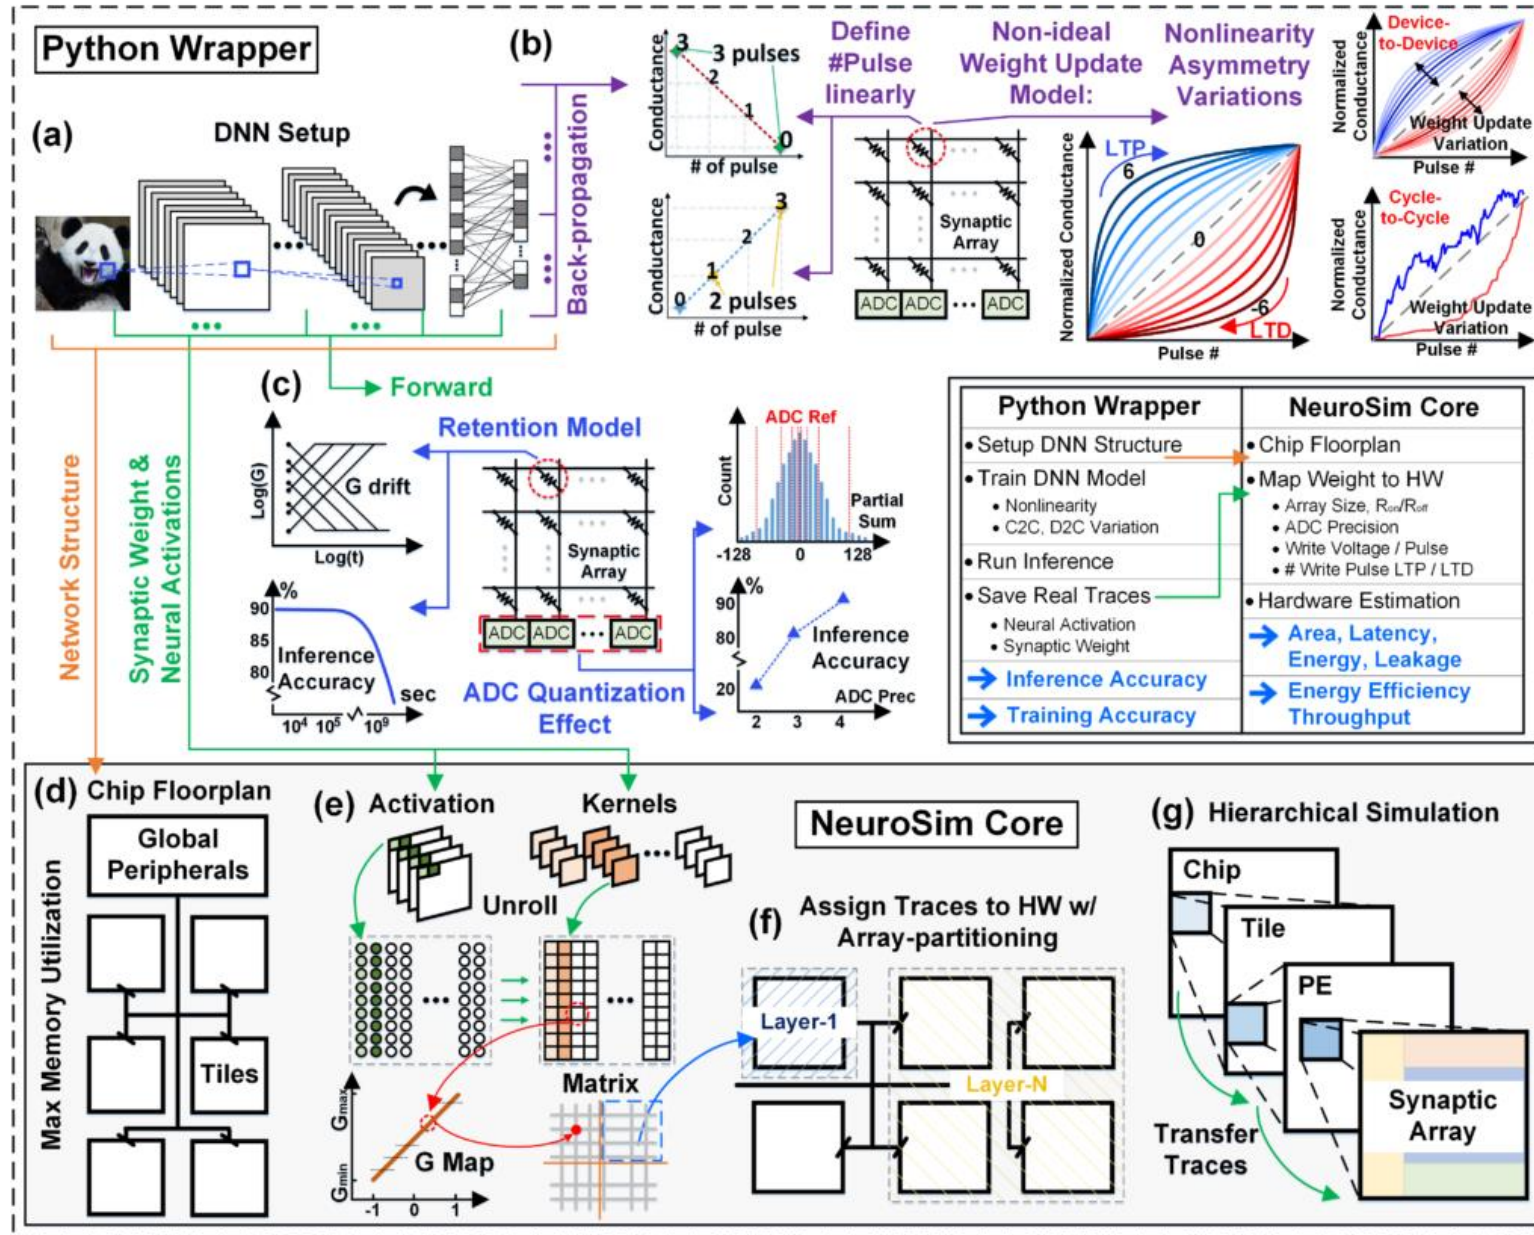 Python Wrapper
(a)
DNN Setup
Back-propagation
Forward
(b)
Conductance
3
2
1
0
3 pulses
# of pulse
Conductance
3
2
1
0
2 pulses
# of pulse
Define
#Pulse
linearly
Non-ideal
Weight Update
Model:
Nonlinearity
Asymmetry
Variations
Synaptic
Array
ADC ADC ADC
Normalized Conductance
LTP
6
0
-6
LTD
Pulse #
Normalized
Conductance
Device-
to-Device
Weight Update
Variation
Pulse #
Normalized
Conductance
Cycle-
to-Cycle
Weight Update
Variation
Pulse #
Network Structure
Synaptic Weight &
Neural Activations
(c)
Retention Model
Log(G)
G drift
Log(t)
%
90
85
80
Inference
Accuracy
sec
10⁴ 10⁵ 10⁹
Synaptic
Array
ADC ADC ADC
ADC Quantization
Effect
ADC Ref
Count
Partial
Sum
-128 0 128
%
90
80
20
Inference
Accuracy
ADC Prec
2 3 4
Python Wrapper
• Setup DNN Structure
• Train DNN Model
• Nonlinearity
• C2C, D2C Variation
• Run Inference
• Save Real Traces
• Neural Activation
• Synaptic Weight
Inference Accuracy
Training Accuracy
NeuroSim Core
• Chip Floorplan
• Map Weight to HW
• Array Size, Ron/Roff
• ADC Precision
• Write Voltage / Pulse
• # Write Pulse LTP / LTD
• Hardware Estimation
Area, Latency,
Energy, Leakage
Energy Efficiency
Throughput
(d) Chip Floorplan
Max Memory Utilization
Global
Peripherals
Tiles
(e) Activation
Kernels
Unroll
Gmax
Gmin
G Map
-1 0 1
Matrix
NeuroSim Core
(f)
Assign Traces to HW w/
Array-partitioning
Layer-1
Layer-N
(g) Hierarchical Simulation
Chip
Tile
PE
Synaptic
Array
Transfer
Traces